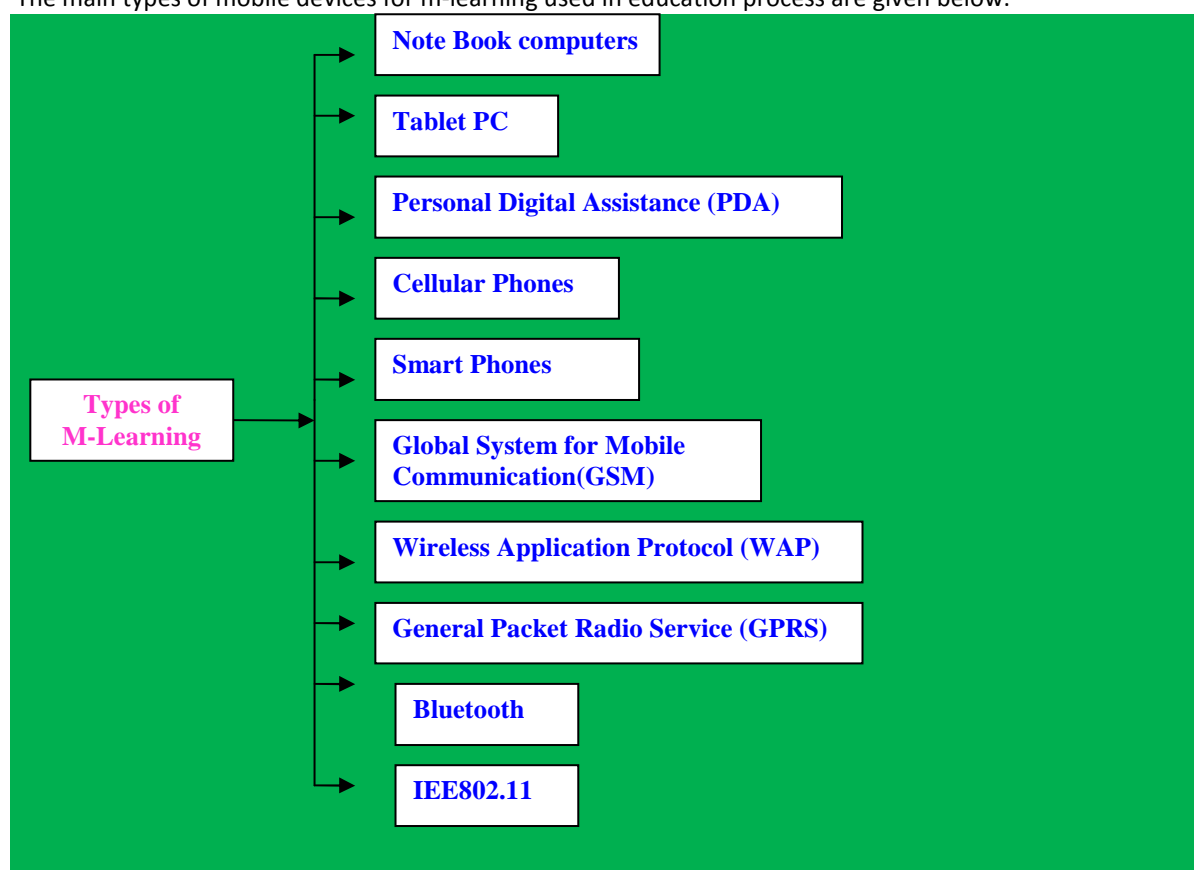 The main types of mobile devices for m-learning used in education process are given below:
Note Book computers
Tablet PC
Personal Digital Assistance (PDA)
Cellular Phones
Smart Phones
Types of
M-Learning
Global System for Mobile
Communication(GSM)
Wireless Application Protocol (WAP)
General Packet Radio Service (GPRS)
Bluetooth
IEE802.11